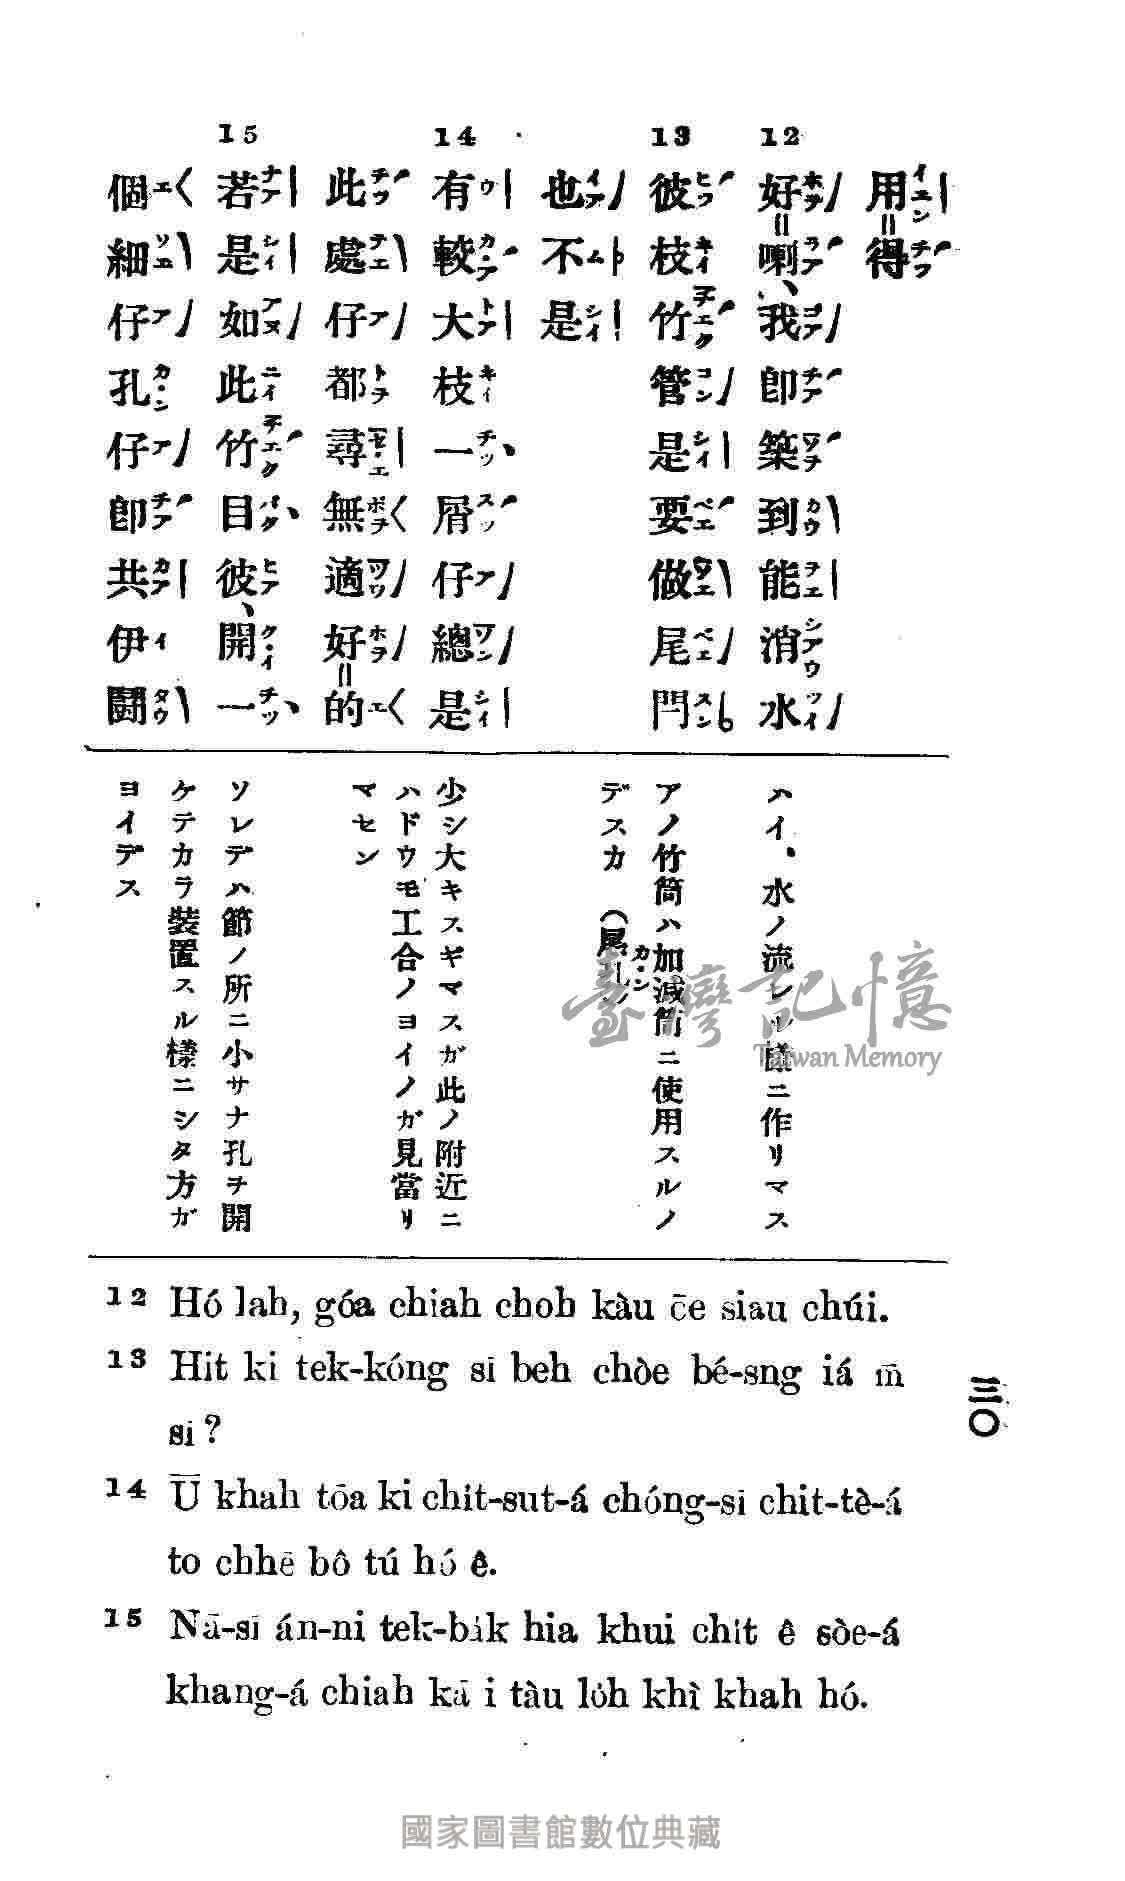 用得
12 好喇、我卽築到能消水
13 彼枝竹管是要做尾閂
也不是
14 有較大枝一屑仔總是
此處仔都尋無適好的
15 若是如此竹目彼、開一
個細仔孔仔卽共伊鬪
ハイ、水ノ流レル樣ニ作リマス
アノ竹筒ハ加減筒ニ使用スルノ
デスカ (尾孔)
少シ大キスギマスガ此ノ附近ニ
ハドウモ工合ノヨイノガ見當リ
マセン
ソレデハ節ノ所ニ小サナ孔ヲ開
ケテカラ裝置スル樣ニシタ方ガ
ヨイデス
12 Hó lah, góa chiah choh kàu ē siau chúi.
13 Hit ki tek-kóng sī beh chòe bé-sng iá m̄
si?
14 Ū khah tōa ki chit-sut-á chóng-sī chit-tè-á
to chhē bô tú hó ê.
15 Nā-sī án-ni tek-ba̍k hia khui chit ê sòe-á
khang-á chiah kā i tàu lo̍h khì khah hó.
三〇
臺灣記憶
Taiwan Memory
國家圖書館數位典藏